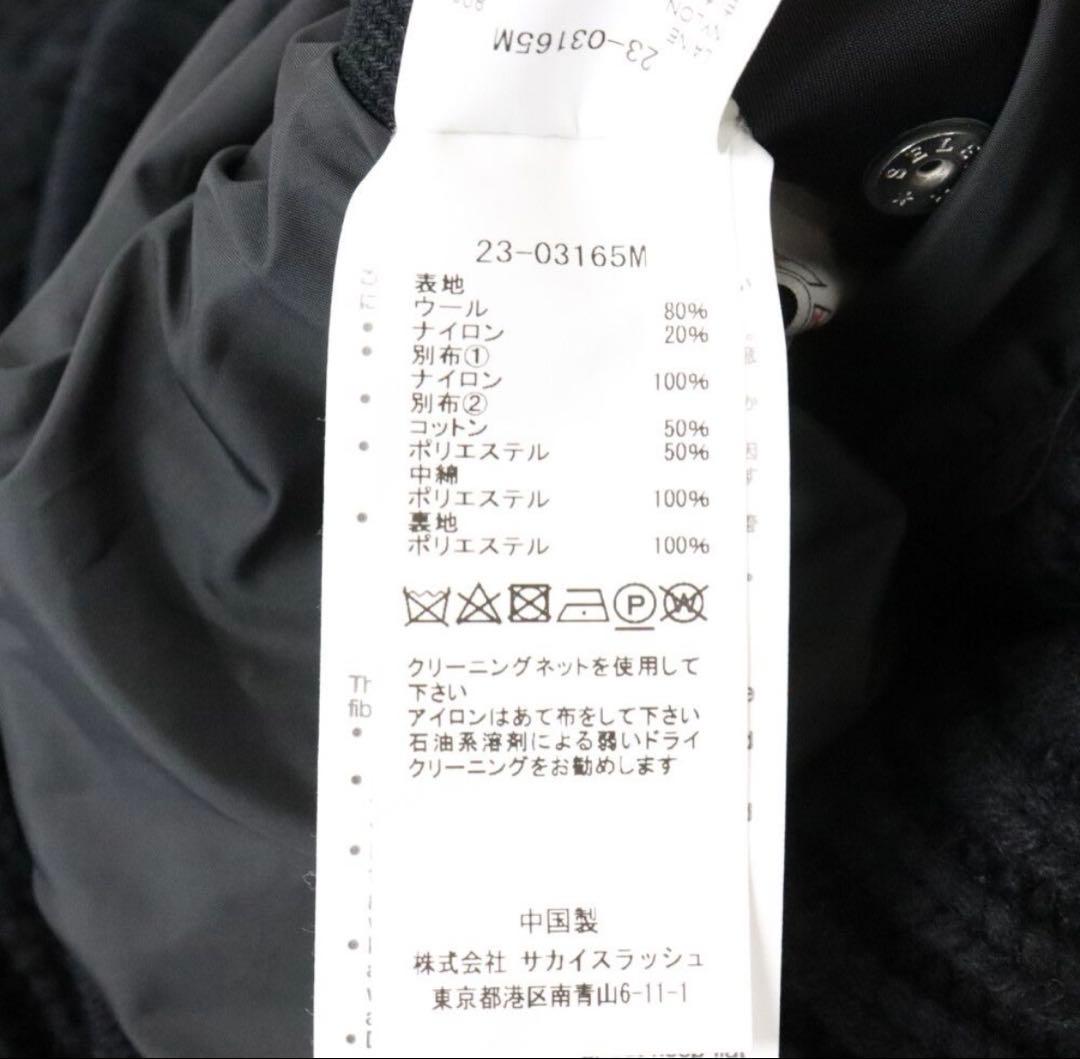 23-03165M
23-03165M
表地
ウール 80%
ナイロン 20%
別布①
ナイロン 100%
別布②
コットン 50%
ポリエステル 50%
中綿
ポリエステル 100%
裏地
ポリエステル 100%
P W
クリーニングネットを使用して
下さい
アイロンはあて布をして下さい
石油系溶剤による弱いドライ
クリーニングをお勧めします
中国製
株式会社 サカイスラッシュ
東京都港区南青山6-11-1